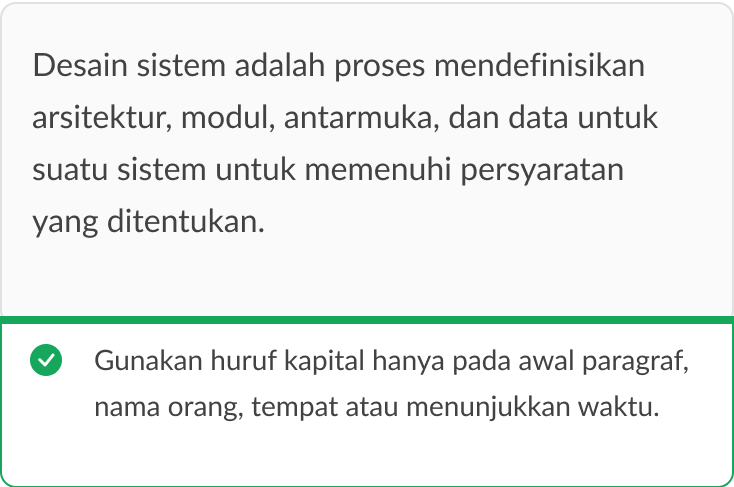 Desain sistem adalah proses mendefinisikan
arsitektur, modul, antarmuka, dan data untuk
suatu sistem untuk memenuhi persyaratan
yang ditentukan.
Gunakan huruf kapital hanya pada awal paragraf,
nama orang, tempat atau menunjukkan waktu.